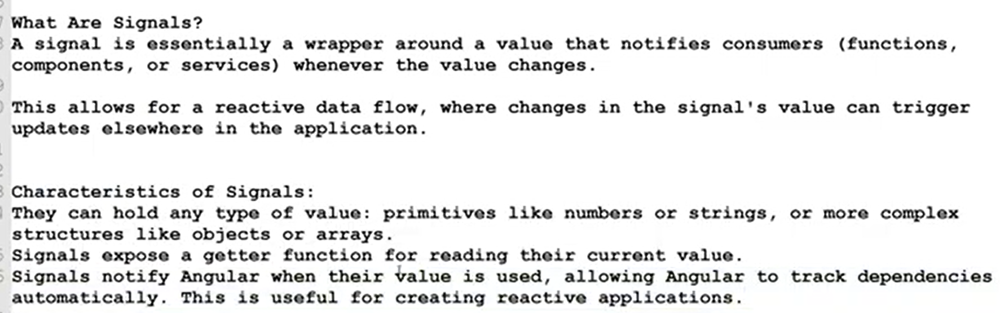 What Are Signals?
A signal is essentially a wrapper around a value that notifies consumers (functions,
components, or services) whenever the value changes.
This allows for a reactive data flow, where changes in the signal's value can trigger
updates elsewhere in the application.
Characteristics of Signals:
They can hold any type of value: primitives like numbers or strings, or more complex
structures like objects or arrays.
Signals expose a getter function for reading their current value.
Signals notify Angular when their value is used, allowing Angular to track dependencies
automatically. This is useful for creating reactive applications.